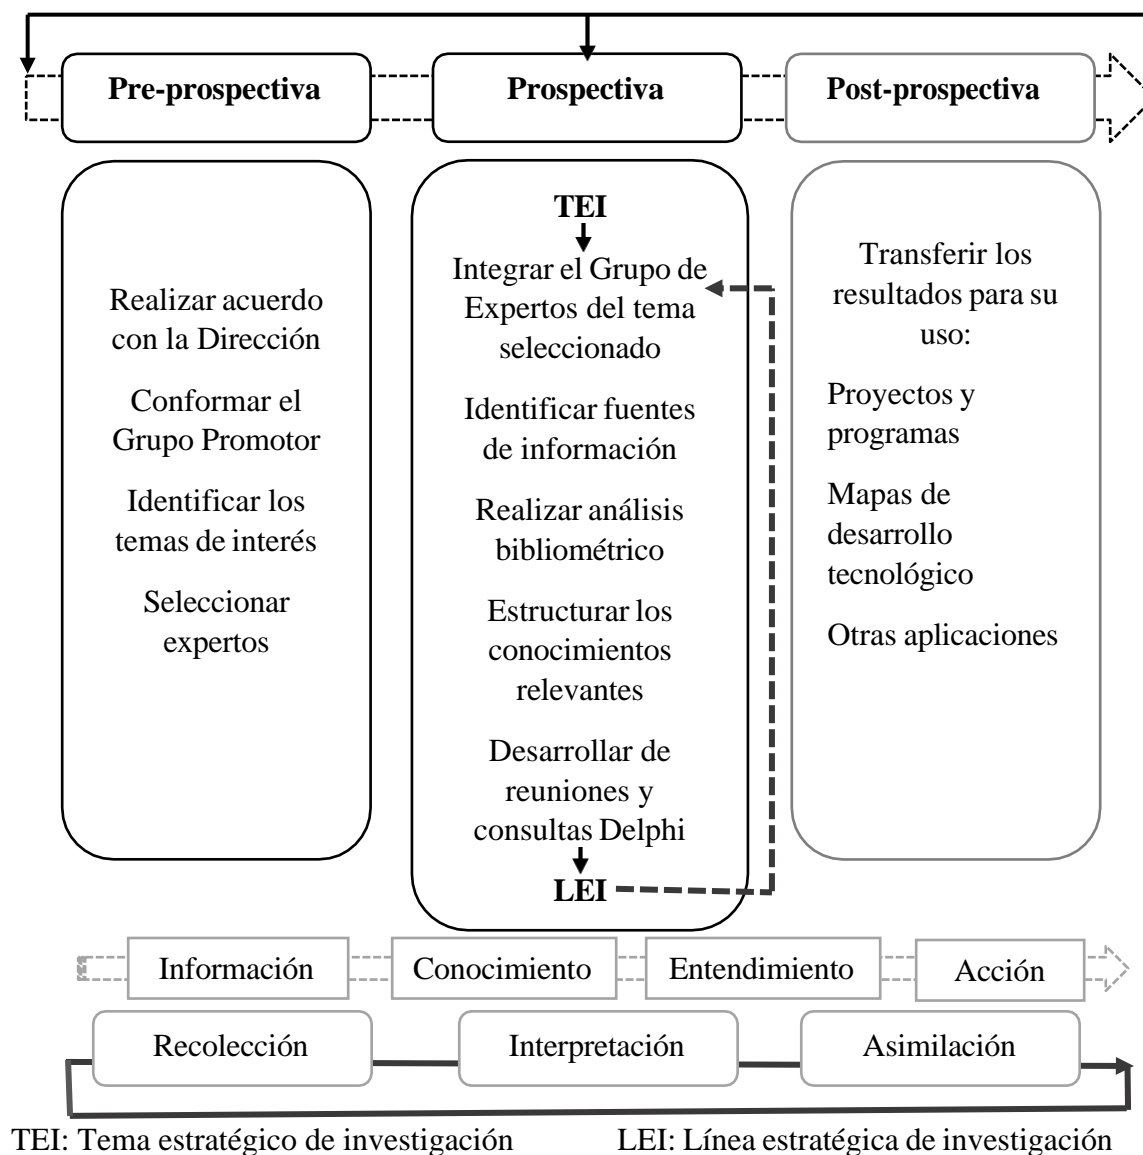 Pre-prospectiva
Prospectiva
Post-prospectiva
Realizar acuerdo
con la Dirección
Conformar el
Grupo Promotor
Identificar los
temas de interés
Seleccionar
expertos
TEI
Integrar el Grupo de
Expertos del tema
seleccionado
Identificar fuentes
de información
Realizar análisis
bibliométrico
Estructurar los
conocimientos
relevantes
Desarrollar de
reuniones y
consultas Delphi
LEI
Transferir los
resultados para su
uso:
Proyectos y
programas
Mapas de
desarrollo
tecnológico
Otras aplicaciones
Información
Conocimiento
Entendimiento
Acción
Recolección
Interpretación
Asimilación
TEI: Tema estratégico de investigación
LEI: Línea estratégica de investigación